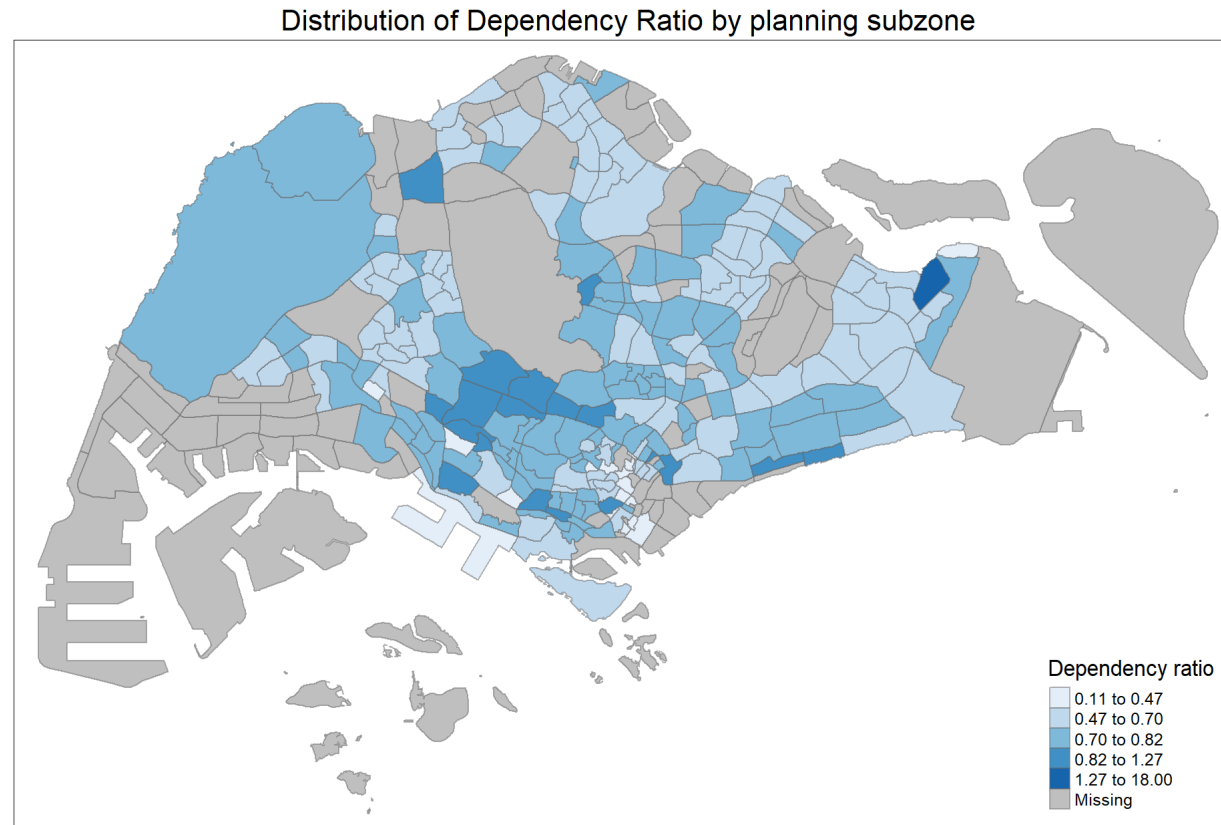 Distribution of Dependency Ratio by planning subzone
Dependency ratio
0.11 to 0.47
0.47 to 0.70
0.70 to 0.82
0.82 to 1.27
1.27 to 18.00
Missing